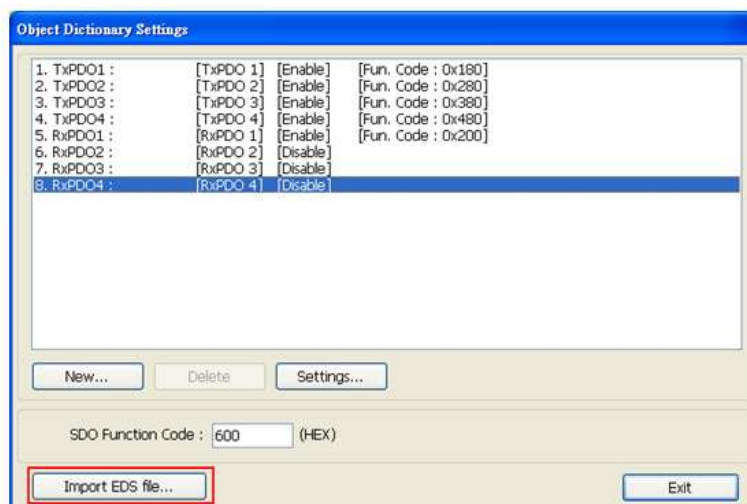 Object Dictionary Settings
1. TxPDO1 : [TxPDO 1] [Enable] [Fun. Code : 0x180]
2. TxPDO2 : [TxPDO 2] [Enable] [Fun. Code : 0x280]
3. TxPDO3 : [TxPDO 3] [Enable] [Fun. Code : 0x380]
4. TxPDO4 : [TxPDO 4] [Enable] [Fun. Code : 0x480]
5. RxPDO1 : [RxPDO 1] [Enable] [Fun. Code : 0x200]
6. RxPDO2 : [RxPDO 2] [Disable]
7. RxPDO3 : [RxPDO 3] [Disable]
8. RxPDO4 : [RxPDO 4] [Disable]
New... Delete Settings...
SDO Function Code : 600 (HEX)
Import EDS file... Exit